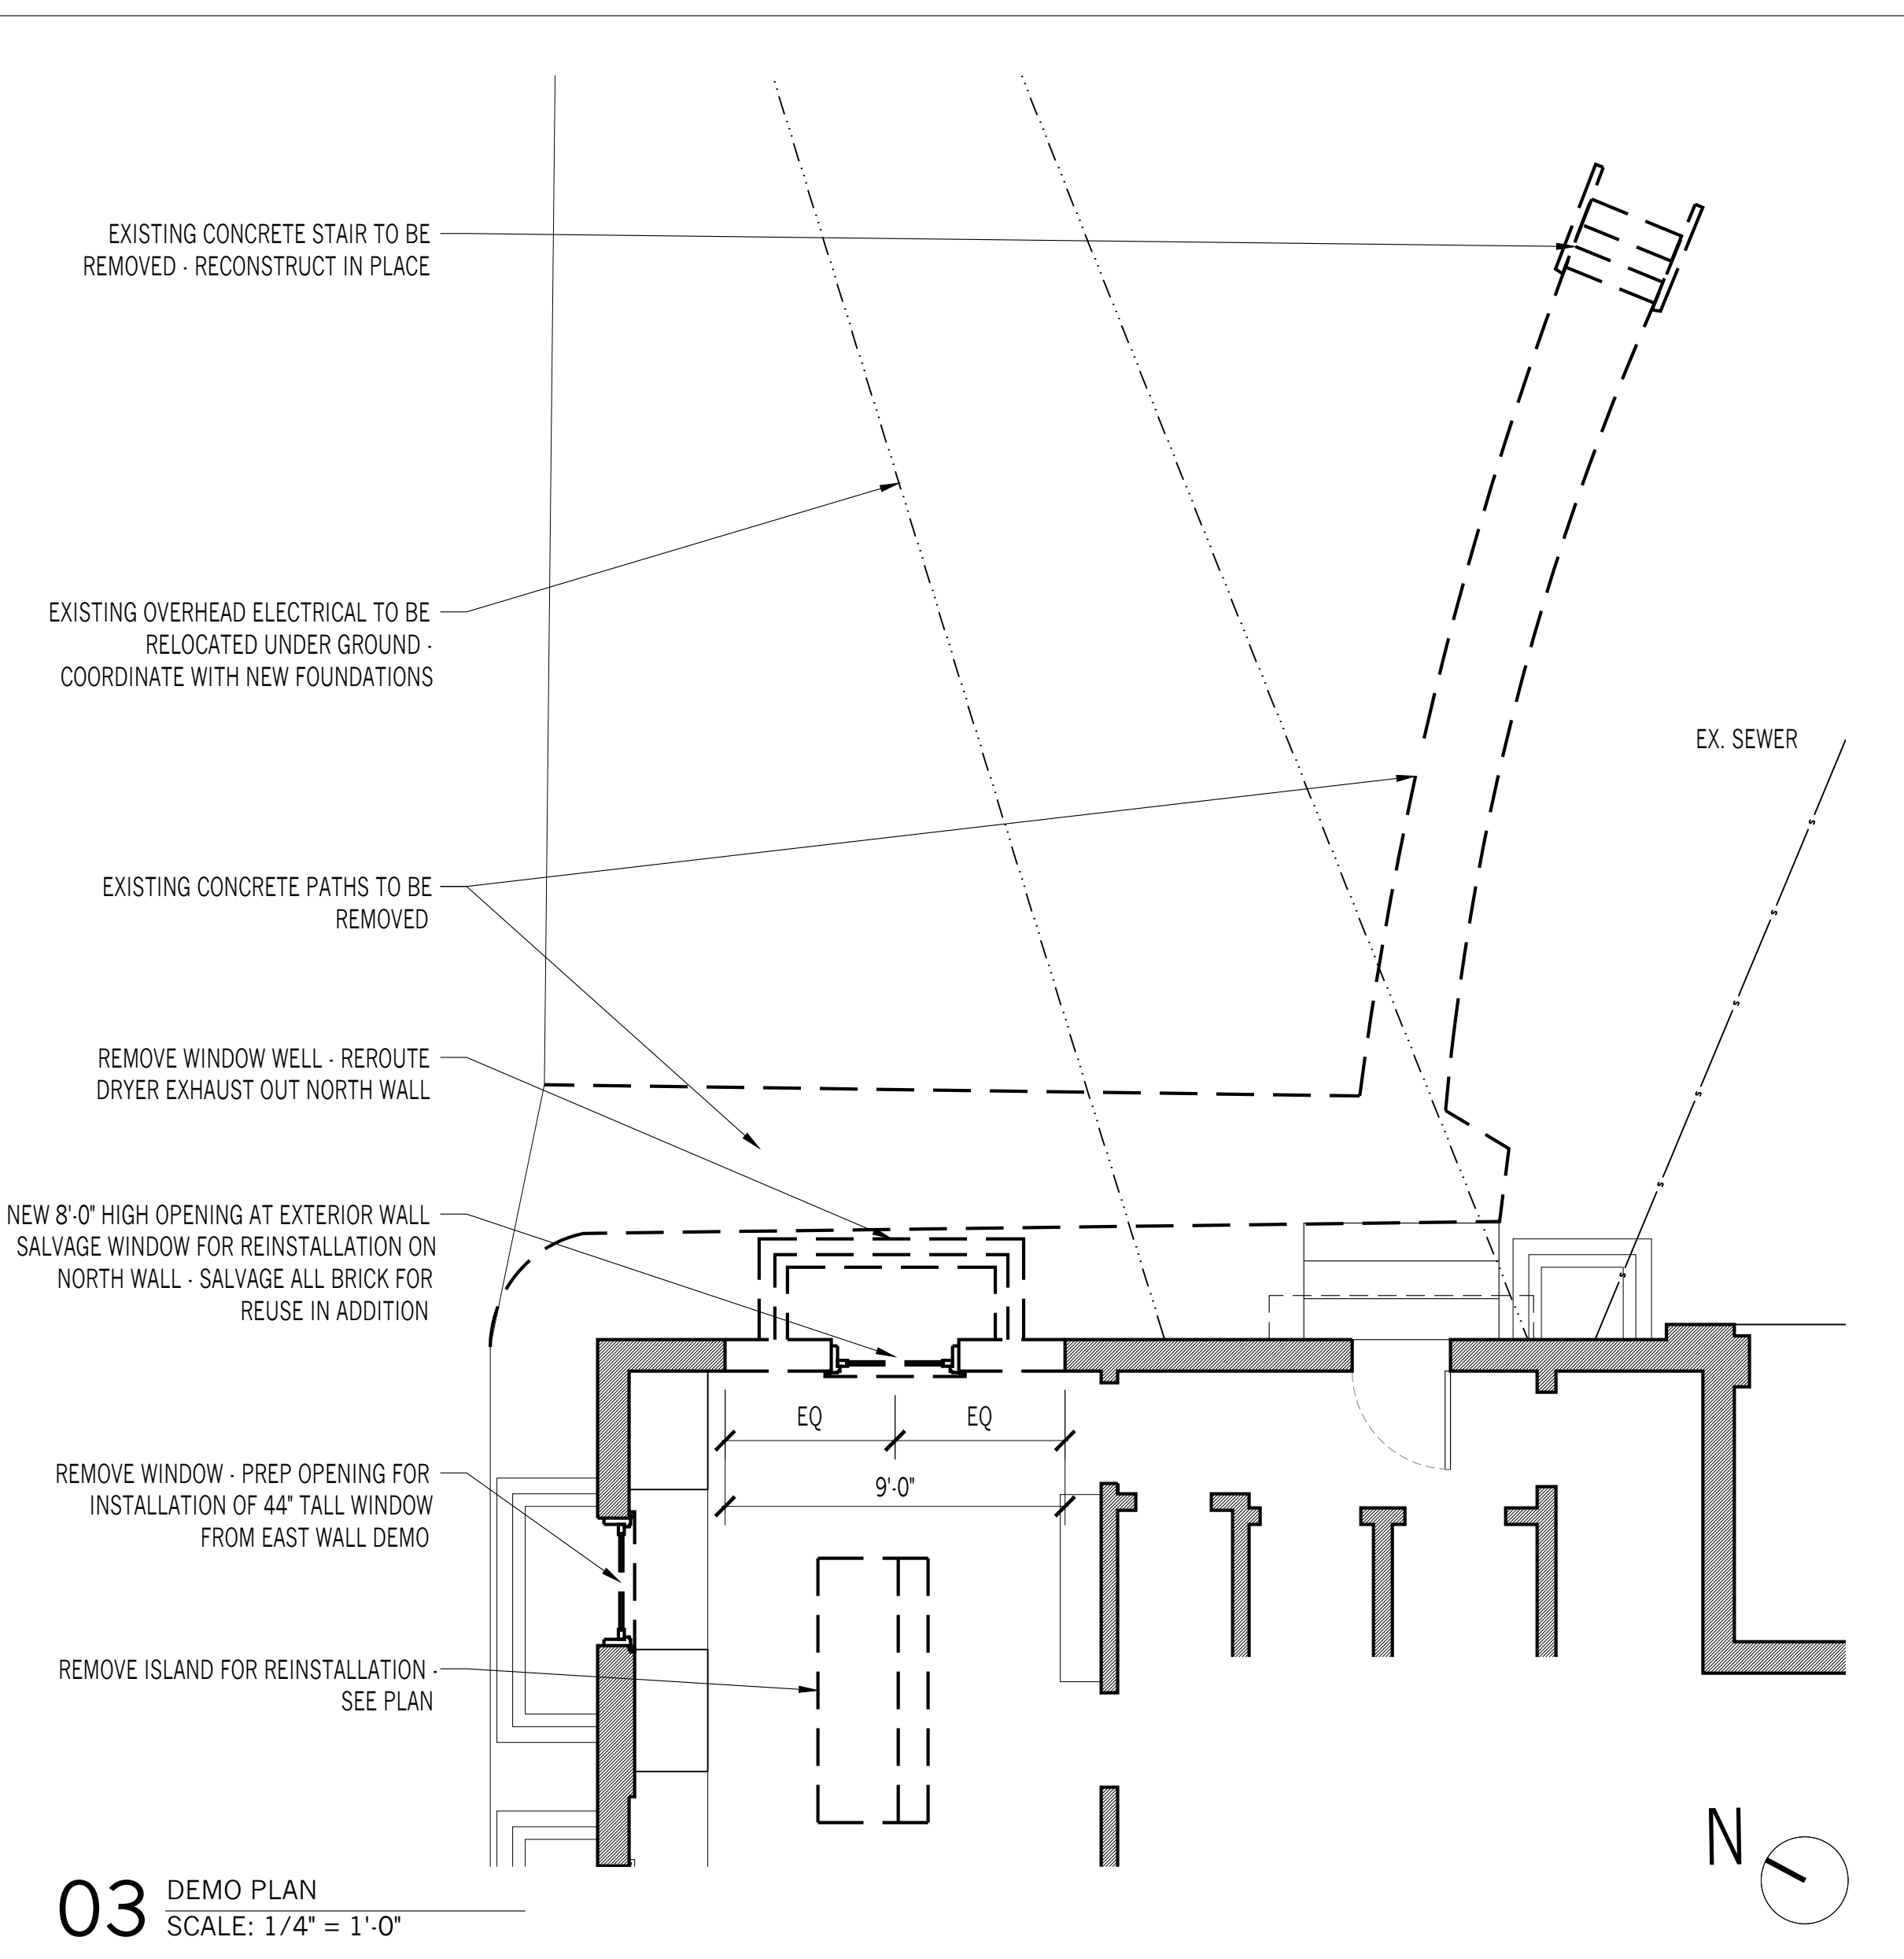 EXISTING CONCRETE STAIR TO BE
REMOVED - RECONSTRUCT IN PLACE
EXISTING OVERHEAD ELECTRICAL TO BE
RELOCATED UNDER GROUND -
COORDINATE WITH NEW FOUNDATIONS
EX. SEWER
S
S
S
S
S
S
EXISTING CONCRETE PATHS TO BE
REMOVED
REMOVE WINDOW WELL - REROUTE
DRYER EXHAUST OUT NORTH WALL
NEW 8'-0" HIGH OPENING AT EXTERIOR WALL
SALVAGE WINDOW FOR REINSTALLATION ON
NORTH WALL - SALVAGE ALL BRICK FOR
REUSE IN ADDITION
EQ
EQ
9'-0"
REMOVE WINDOW - PREP OPENING FOR
INSTALLATION OF 44" TALL WINDOW
FROM EAST WALL DEMO
REMOVE ISLAND FOR REINSTALLATION -
SEE PLAN
N
03
DEMO PLAN
SCALE: 1/4" = 1'-0"